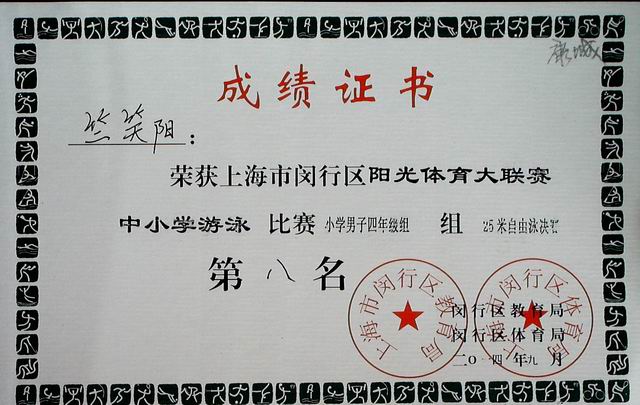 成绩证书
竺笑阳：
荣获上海市闵行区阳光体育大联赛
中小学游泳 比赛 小学男子四年级组 组 25米自由泳决赛
第八名
上海市闵行区教育局
上海市闵行区体育局
闵行区教育局
闵行区体育局
二〇一四年九月